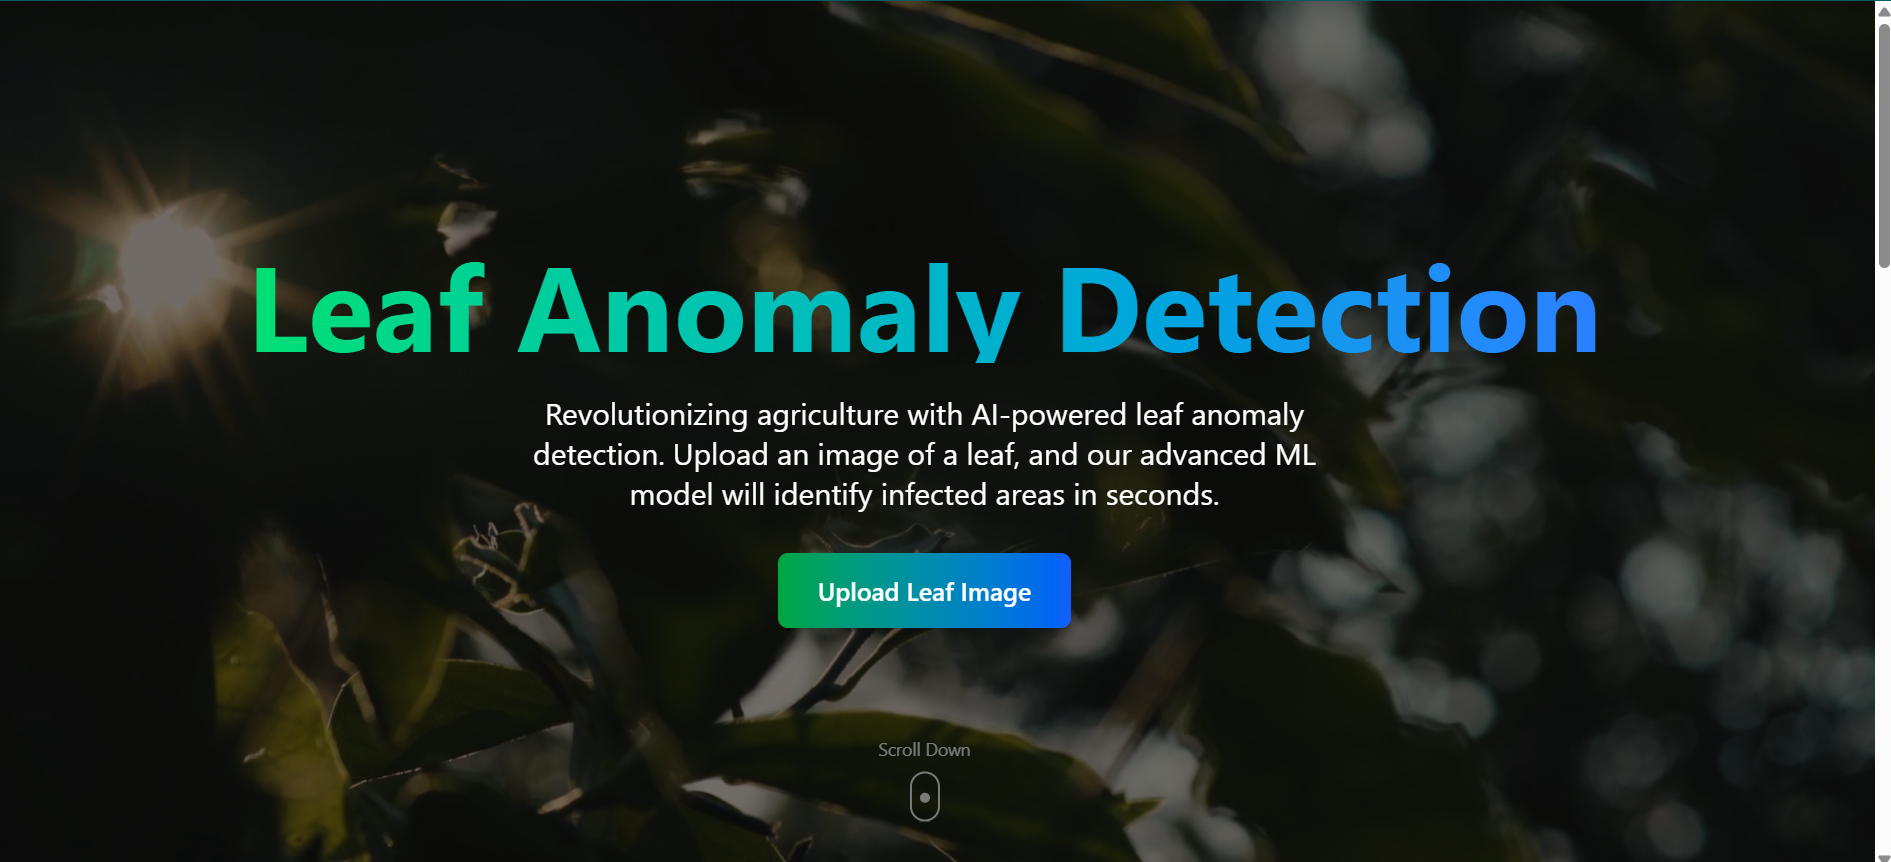 Leaf Anomaly Detection
Revolutionizing agriculture with AI-powered leaf anomaly
detection. Upload an image of a leaf, and our advanced ML
model will identify infected areas in seconds.
Upload Leaf Image
Scroll Down